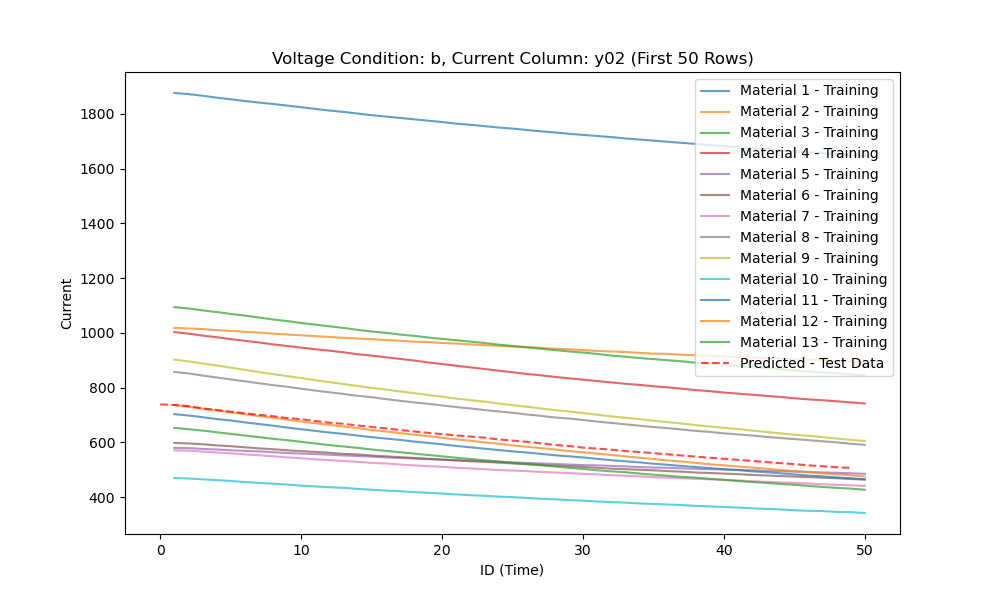 Voltage Condition: b, Current Column: y02 (First 50 Rows)
Material 1 - Training
Material 2 - Training
Material 3 - Training
Material 4 - Training
Material 5 - Training
Material 6 - Training
Material 7 - Training
Material 8 - Training
Material 9 - Training
Material 10 - Training
Material 11 - Training
Material 12 - Training
Material 13 - Training
Predicted - Test Data
Current
1800
1600
1400
1200
1000
800
600
400
0 10 20 30 40 50
ID (Time)